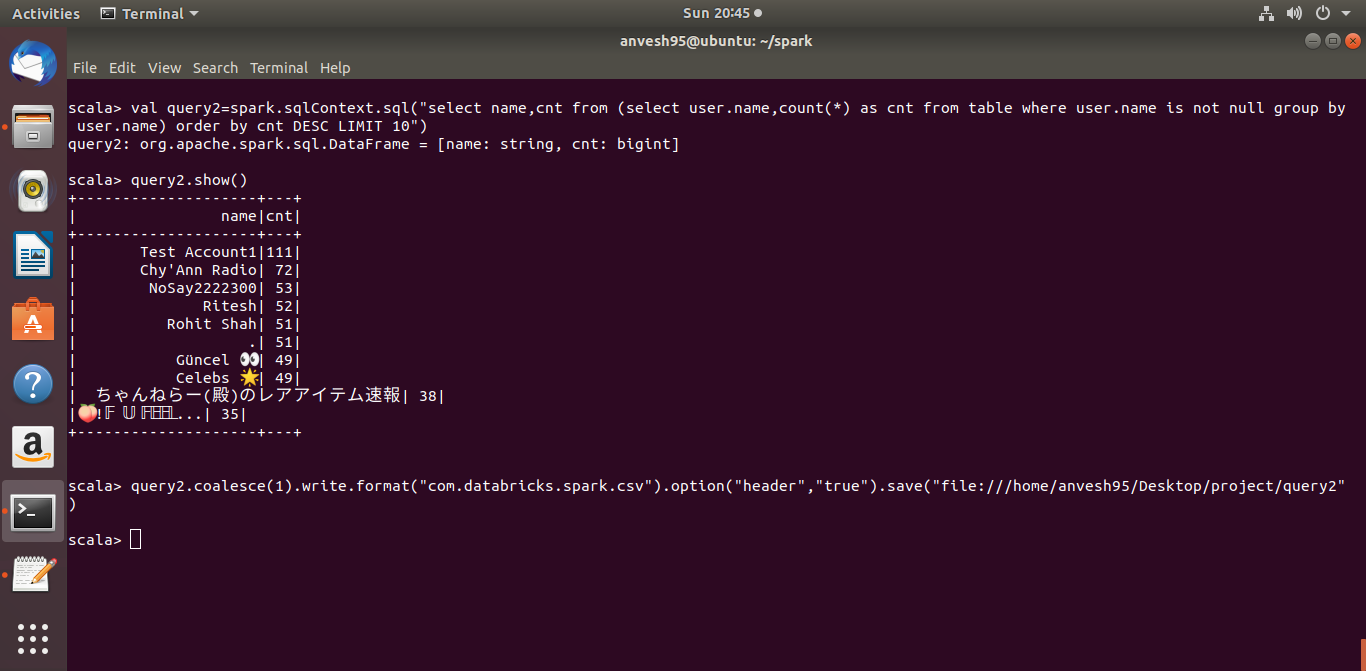 Activities Terminal Sun 20:45
anvesh95@ubuntu: ~/spark
File Edit View Search Terminal Help
scala> val query2=spark.sqlContext.sql("select name,cnt from (select user.name,count(*) as cnt from table where user.name is not null group by
 user.name) order by cnt DESC LIMIT 10")
query2: org.apache.spark.sql.DataFrame = [name: string, cnt: bigint]
scala> query2.show()
+--------------------+---+
|                name|cnt|
+--------------------+---+
|       Test Account1|111|
|       Chy'Ann Radio| 72|
|        NoSay2222300| 53|
|              Ritesh| 52|
|          Rohit Shah| 51|
|                   .| 51|
|           Güncel 👀| 49|
|           Celebs 🌟| 49|
|  ちゃんねらー(殿)のレアアイテム速報| 38|
|🍑!𝔽 𝕌 ...| 35|
+--------------------+---+
scala> query2.coalesce(1).write.format("com.databricks.spark.csv").option("header","true").save("file:///home/anvesh95/Desktop/project/query2"
)
scala>